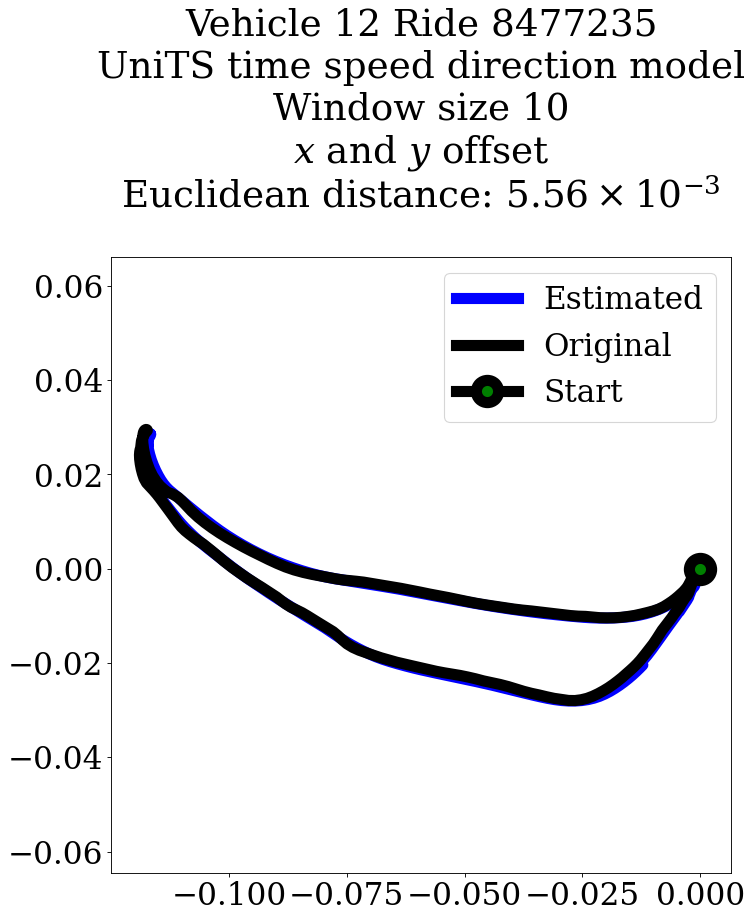 Vehicle 12 Ride 8477235
UniTS time speed direction model
Window size 10
x and y offset
Euclidean distance: 5.56 × 10⁻³
Estimated
Original
Start
0.06
0.04
0.02
0.00
−0.02
−0.04
−0.06
−0.100 −0.075 −0.050 −0.025 0.000